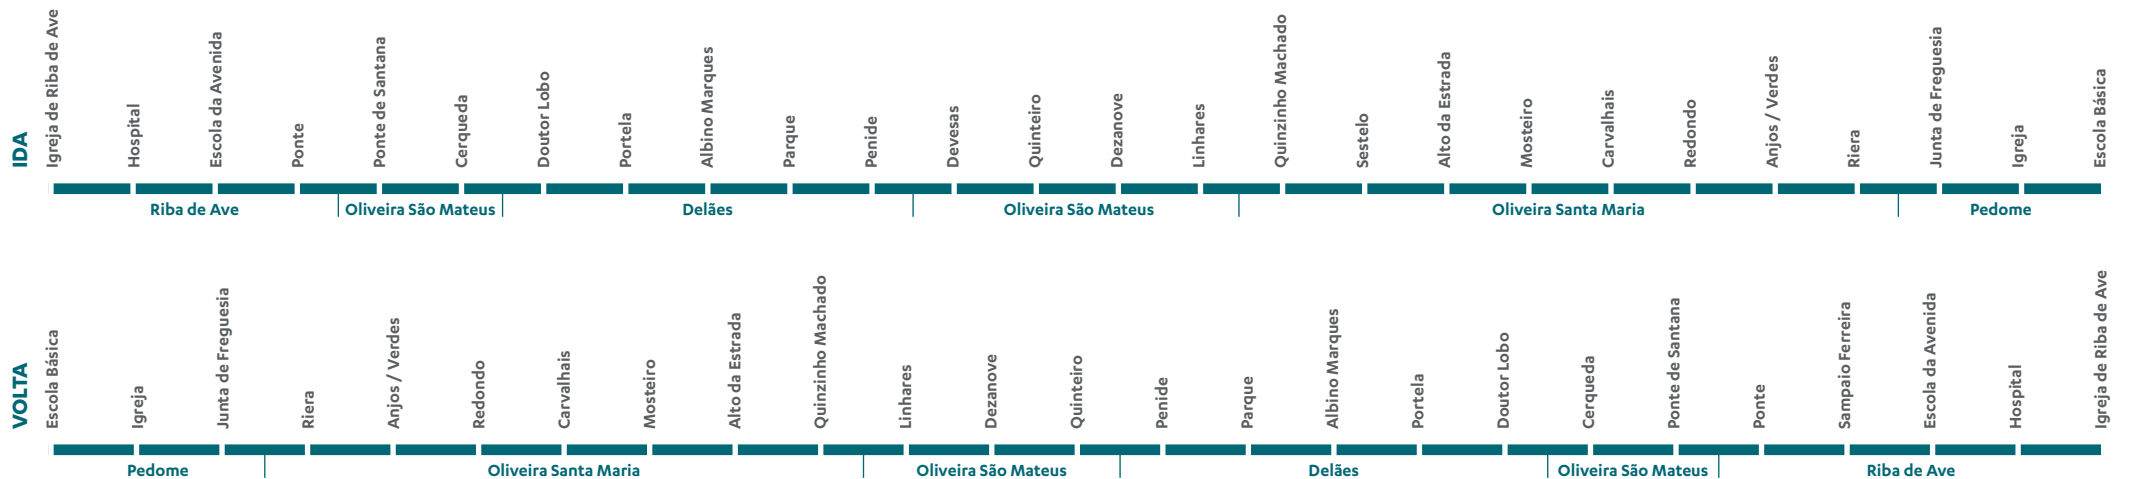 IDA
Igreja de Riba de Ave
Hospital
Escola da Avenida
Ponte
Ponte de Santana
Cerqueda
Doutor Lobo
Portela
Albino Marques
Parque
Penide
Devesas
Quinteiro
Dezanove
Linhares
Quinzinho Machado
Sestelo
Alto da Estrada
Mosteiro
Carvalhais
Redondo
Anjos / Verdes
Riera
Junta de Freguesia
Igreja
Escola Básica
Riba de Ave
Oliveira São Mateus
Delães
Oliveira São Mateus
Oliveira Santa Maria
Pedome
VOLTA
Escola Básica
Igreja
Junta de Freguesia
Riera
Anjos / Verdes
Redondo
Carvalhais
Mosteiro
Alto da Estrada
Quinzinho Machado
Linhares
Dezanove
Quinteiro
Penide
Parque
Albino Marques
Portela
Doutor Lobo
Cerqueda
Ponte de Santana
Ponte
Sampaio Ferreira
Escola da Avenida
Hospital
Igreja de Riba de Ave
Pedome
Oliveira Santa Maria
Oliveira São Mateus
Delães
Oliveira São Mateus
Riba de Ave